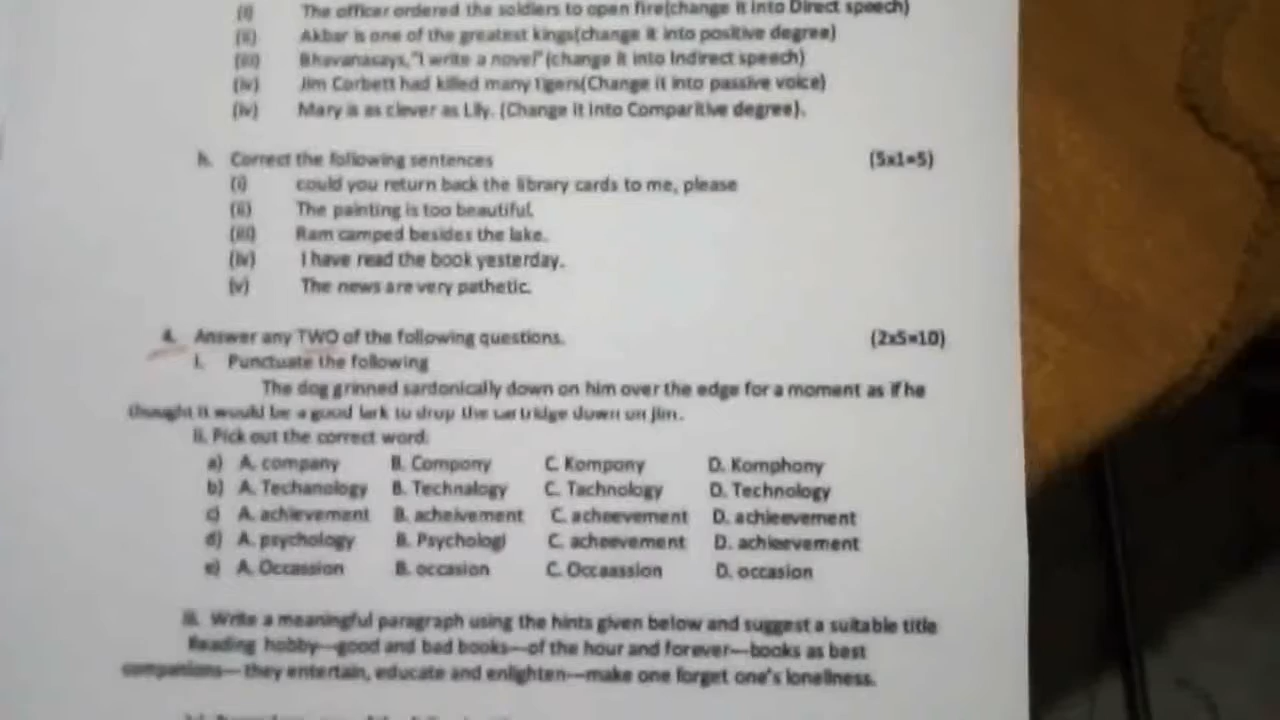 (i) The officer ordered the soldiers to open fire(change it into Direct speech)
(ii) Akbar is one of the greatest kings(change it into positive degree)
(iii) Bhavanasays,"I write a novel"(change it into Indirect speech)
(iv) Jim Corbett had killed many tigers(Change it into passive voice)
(iv) Mary is as clever as Lily. (Change it into Comparitive degree).
h. Correct the following sentences (5x1=5)
(i) could you return back the library cards to me, please
(ii) The painting is too beautiful.
(iii) Ram camped besides the lake.
(iv) I have read the book yesterday.
(v) The news are very pathetic.
4. Answer any TWO of the following questions. (2x5=10)
i. Punctuate the following
The dog grinned sardonically down on him over the edge for a moment as if he
thought it would be a good lark to drop the cartridge down on jim.
ii. Pick out the correct word:
a) A. company B. Compony C. Kompony D. Komphony
b) A. Techanology B. Technalogy C. Tachnology D. Technology
c) A. achievement B. acheivement C. acheevement D. achieevement
d) A. psychology B. Psychologi C. acheevement D. achieevement
e) A. Occassion B. occasion C. Occaassion D. occasion
iii. Write a meaningful paragraph using the hints given below and suggest a suitable title
Reading hobby---good and bad books---of the hour and forever---books as best
companions--- they entertain, educate and enlighten---make one forget one's loneliness.